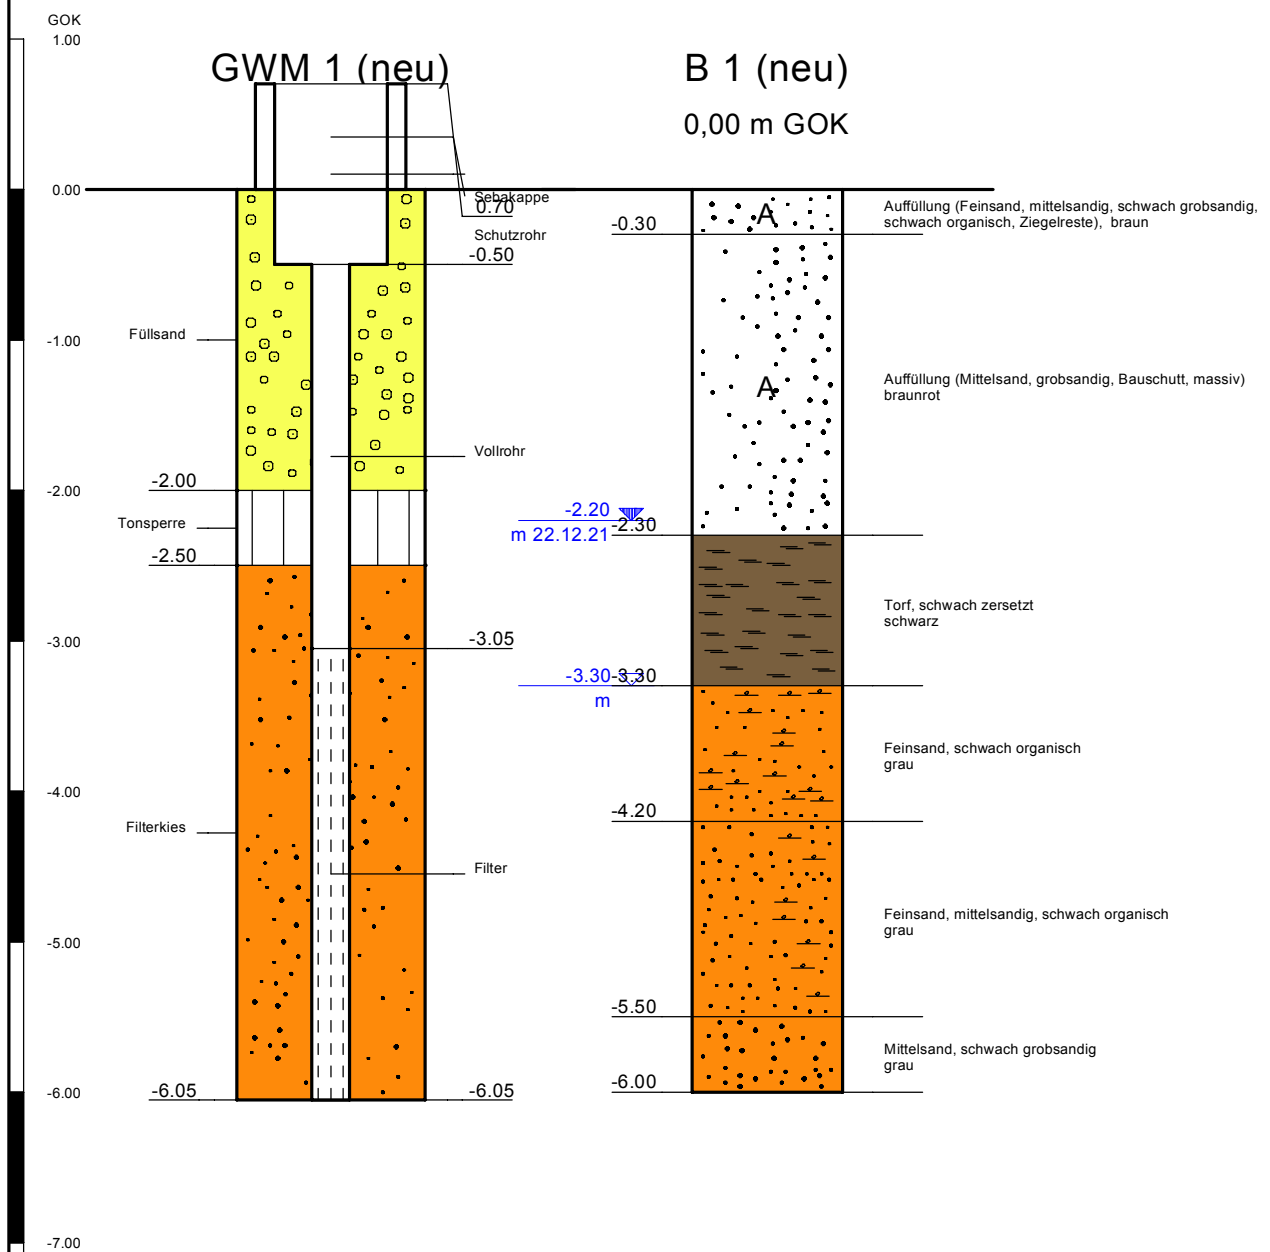 GOK
1.00
0.00
-1.00
-2.00
-3.00
-4.00
-5.00
-6.00
-7.00
GWM 1 (neu)
Sebakappe
0.70
Schutzrohr
-0.50
Füllsand
Vollrohr
-2.00
Tonsperre
-2.50
-3.05
Filterkies
Filter
-6.05
-6.05
B 1 (neu)
0,00 m GOK
A
-0.30
Auffüllung (Feinsand, mittelsandig, schwach grobsandig,
schwach organisch, Ziegelreste), braun
A
Auffüllung (Mittelsand, grobsandig, Bauschutt, massiv)
braunrot
-2.20
m 22.12.21
-2.30
Torf, schwach zersetzt
schwarz
-3.30
m
-3.30
Feinsand, schwach organisch
grau
-4.20
Feinsand, mittelsandig, schwach organisch
grau
-5.50
Mittelsand, schwach grobsandig
grau
-6.00